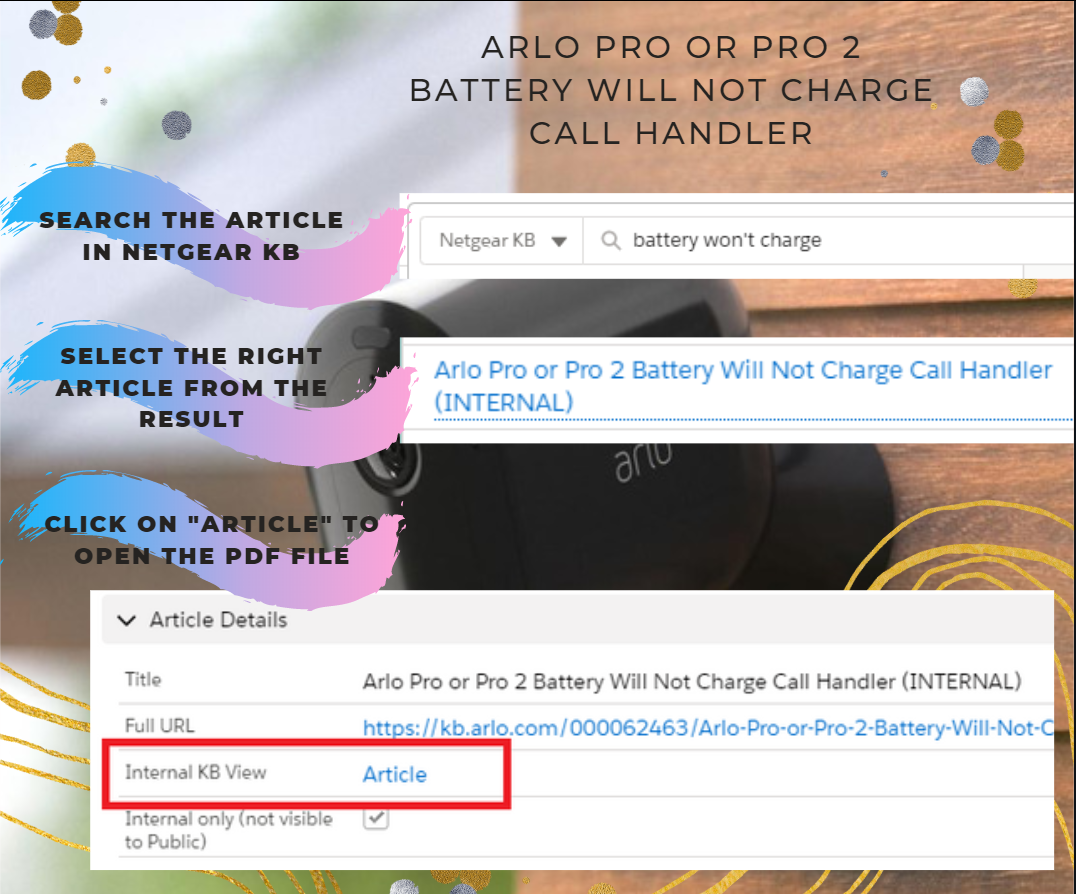 ARLO PRO OR PRO 2
BATTERY WILL NOT CHARGE
CALL HANDLER
SEARCH THE ARTICLE
IN NETGEAR KB
Netgear KB
battery won't charge
SELECT THE RIGHT
ARTICLE FROM THE
RESULT
Arlo Pro or Pro 2 Battery Will Not Charge Call Handler
(INTERNAL)
arlo
CLICK ON "ARTICLE" TO
OPEN THE PDF FILE
Article Details
Title
Arlo Pro or Pro 2 Battery Will Not Charge Call Handler (INTERNAL)
Full URL
https://kb.arlo.com/000062463/Arlo-Pro-or-Pro-2-Battery-Will-Not-C
Internal KB View
Article
Internal only (not visible
to Public)